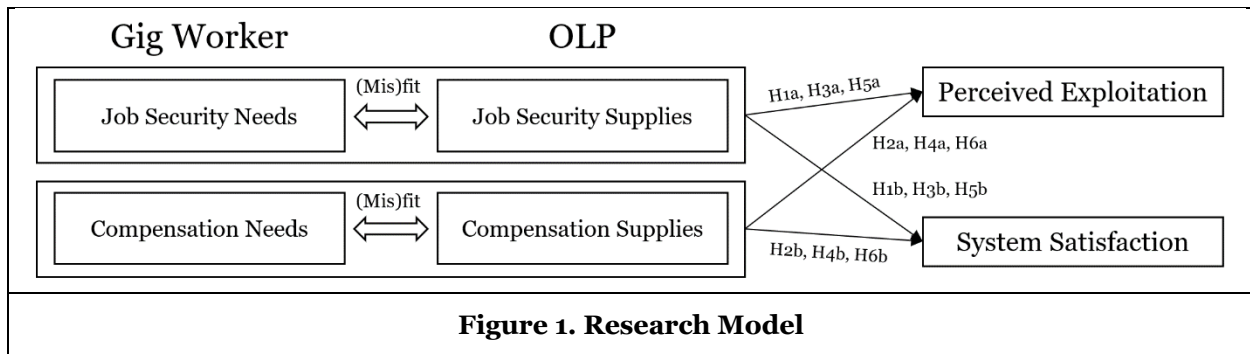 Gig Worker
OLP
(Mis)fit
Job Security Needs
Job Security Supplies
H1a, H3a, H5a
Perceived Exploitation
H2a, H4a, H6a
(Mis)fit
Compensation Needs
Compensation Supplies
H1b, H3b, H5b
H2b, H4b, H6b
System Satisfaction
Figure 1. Research Model